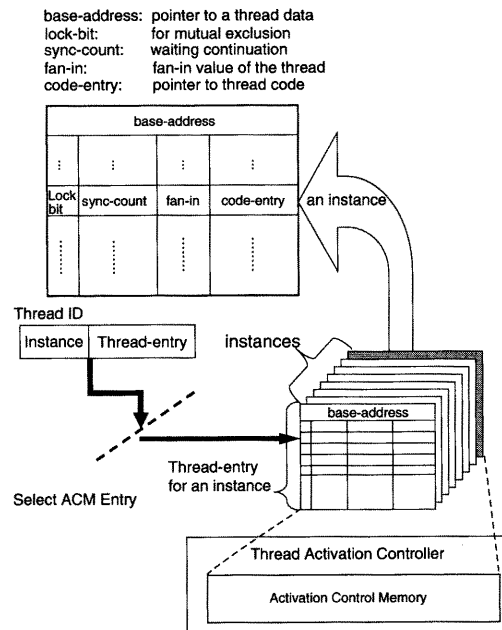 base-address: pointer to a thread data
lock-bit: for mutual exclusion
sync-count: waiting continuation
fan-in: fan-in value of the thread
code-entry: pointer to thread code
base-address
Lock bit sync-count fan-in code-entry
an instance
Thread ID
Instance Thread-entry
instances
base-address
Thread-entry
for an instance
Select ACM Entry
Thread Activation Controller
Activation Control Memory